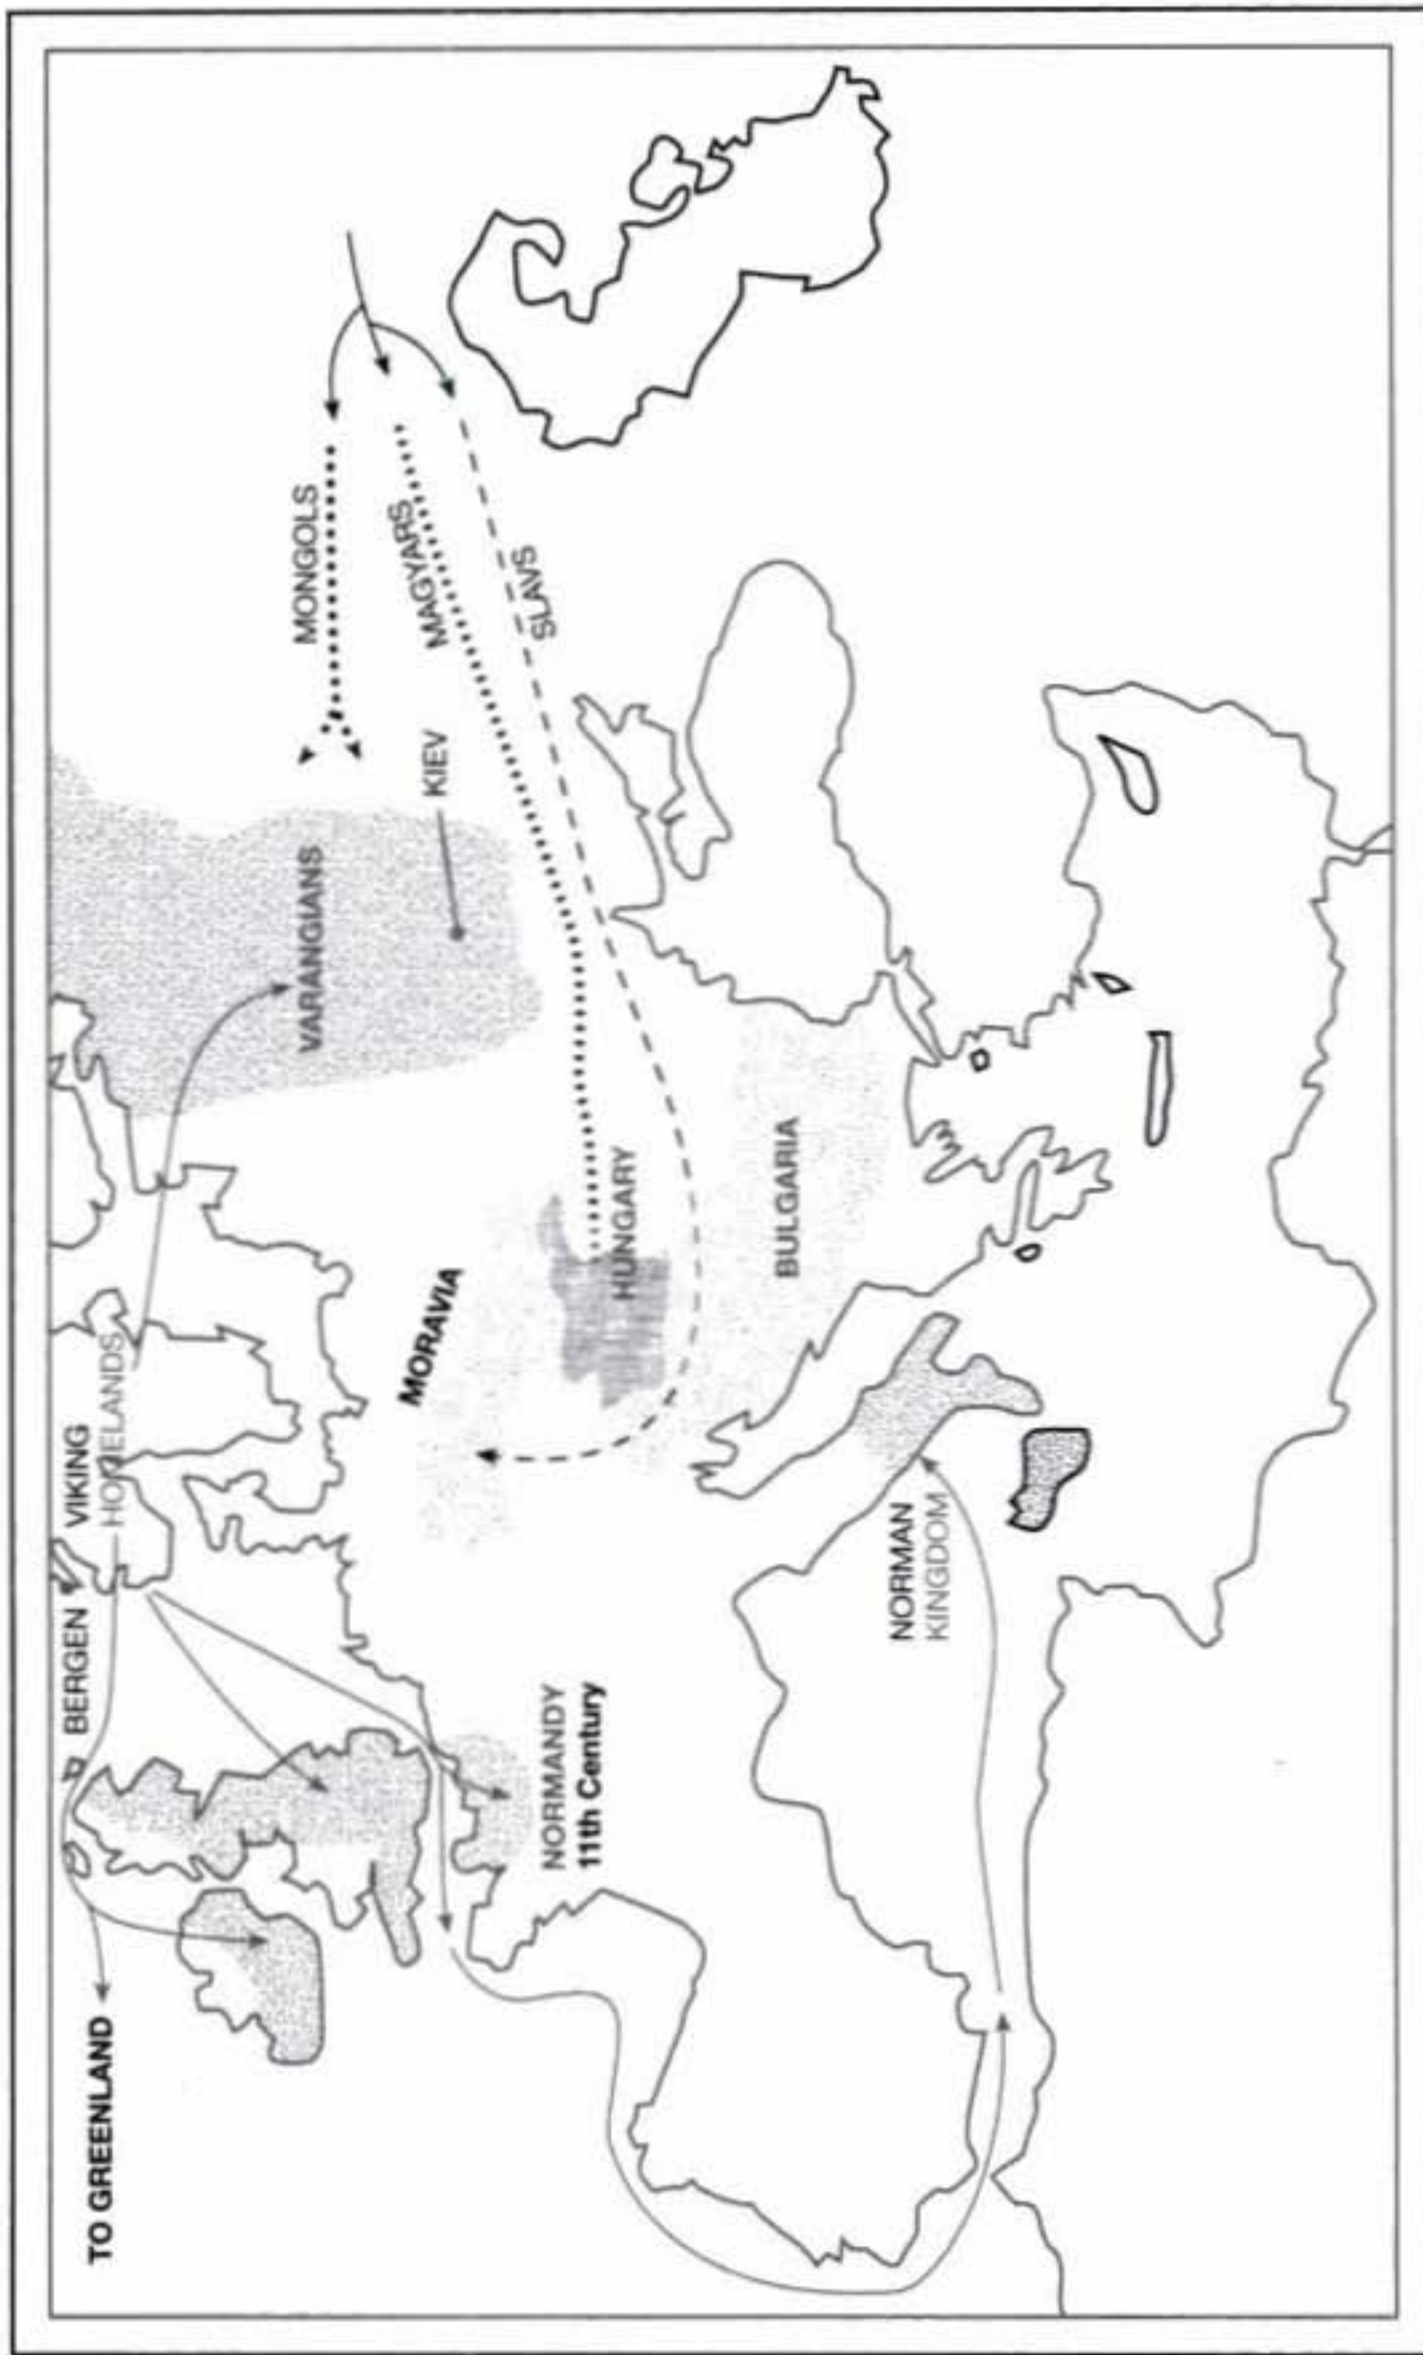 TO GREENLAND
BERGEN
VIKING
HOMELANDS
VARANGIANS
MONGOLS
MAGYARS
KIEV
SLAVS
MORAVIA
HUNGARY
NORMANDY
11th Century
BULGARIA
NORMAN
KINGDOM